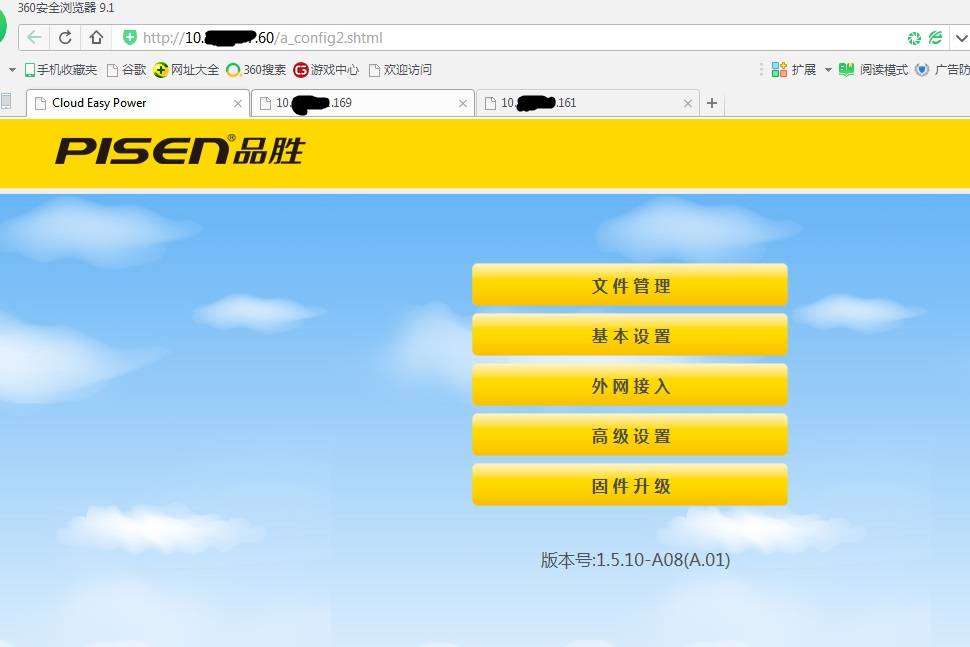 360安全浏览器 9.1
http://10. .60/a_config2.shtml
手机收藏夹 谷歌 网址大全 360搜索 游戏中心 欢迎访问 扩展 阅读模式 广告防
Cloud Easy Power 10. .169 10. .161
PISEN®品胜
文件管理
基本设置
外网接入
高级设置
固件升级
版本号:1.5.10-A08(A.01)